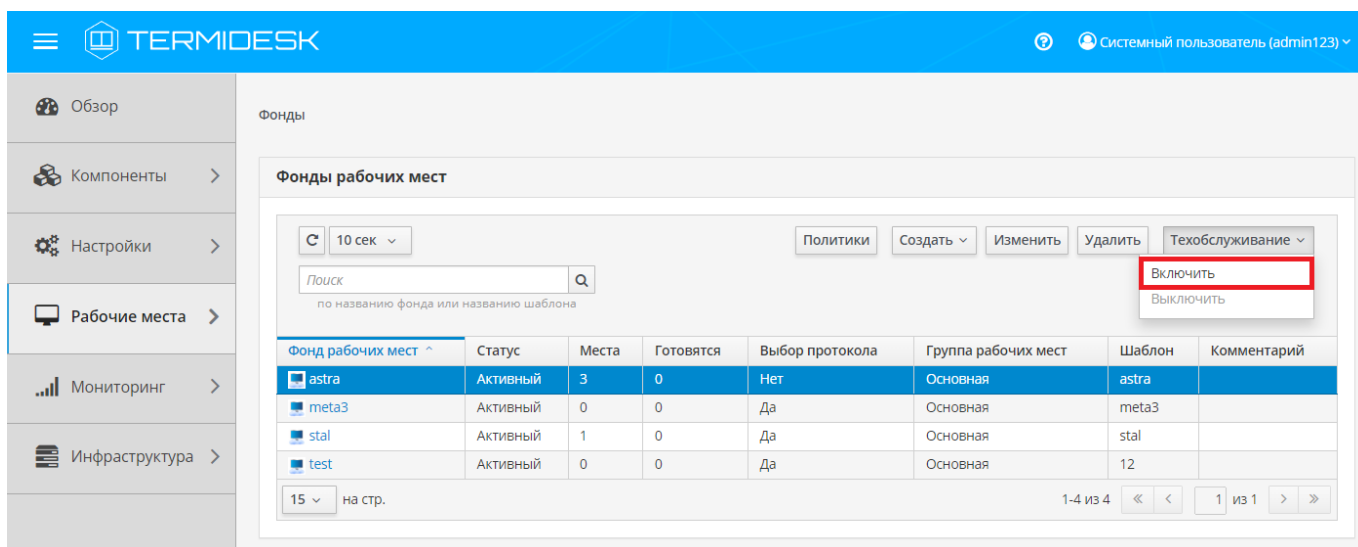 TERMIDESK
Системный пользователь (admin123)
Обзор
Компоненты
Настройки
Рабочие места
Мониторинг
Инфраструктура
Фонды
Фонды рабочих мест
10 сек Политики Создать Изменить Удалить Техобслуживание
Включить
Выключить
Поиск
по названию фонда или названию шаблона
Фонд рабочих мест Статус Места Готовятся Выбор протокола Группа рабочих мест Шаблон Комментарий
astra Активный 3 0 Нет Основная astra
meta3 Активный 0 0 Да Основная meta3
stal Активный 1 0 Да Основная stal
test Активный 0 0 Да Основная 12
15 на стр. 1-4 из 4 1 из 1